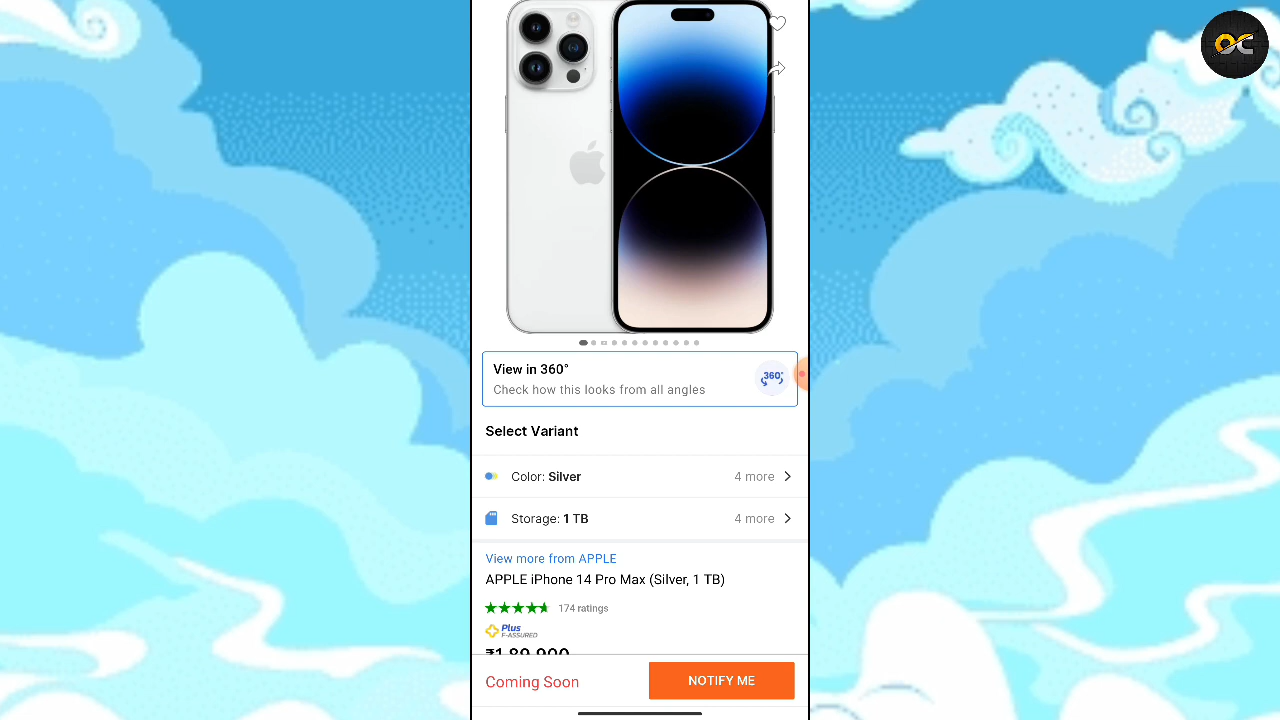 View in 360°
Check how this looks from all angles
360°
Select Variant
Color: Silver 4 more
Storage: 1 TB 4 more
View more from APPLE
APPLE iPhone 14 Pro Max (Silver, 1 TB)
174 ratings
Plus
F-ASSURED
₹1,89,900
Coming Soon
NOTIFY ME